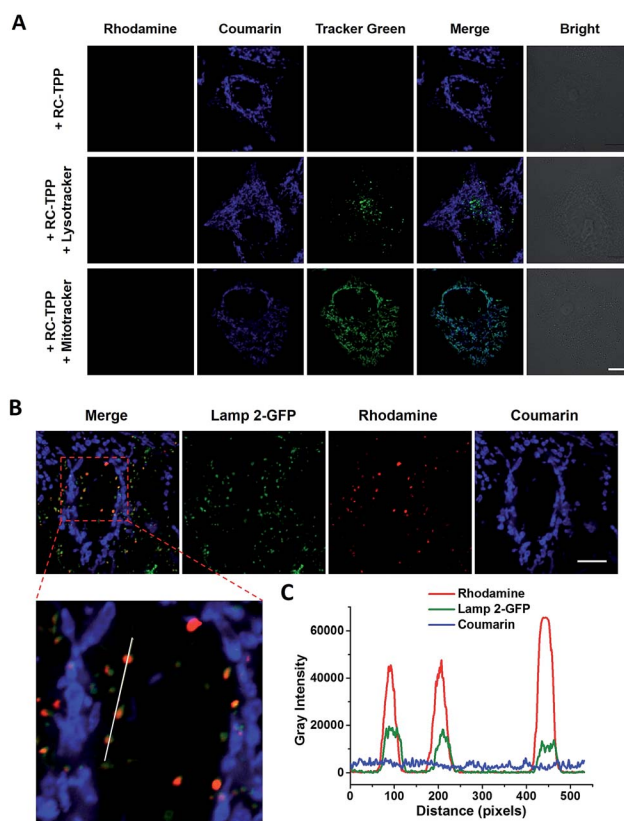 A
Rhodamine Coumarin Tracker Green Merge Bright
+ RC-TPP
+ RC-TPP
+ Lysotracker
+ RC-TPP
+ Mitotracker
B
Merge Lamp 2-GFP Rhodamine Coumarin
C
Rhodamine
Lamp 2-GFP
Coumarin
Gray Intensity
60000
40000
20000
0
0 100 200 300 400 500
Distance (pixels)